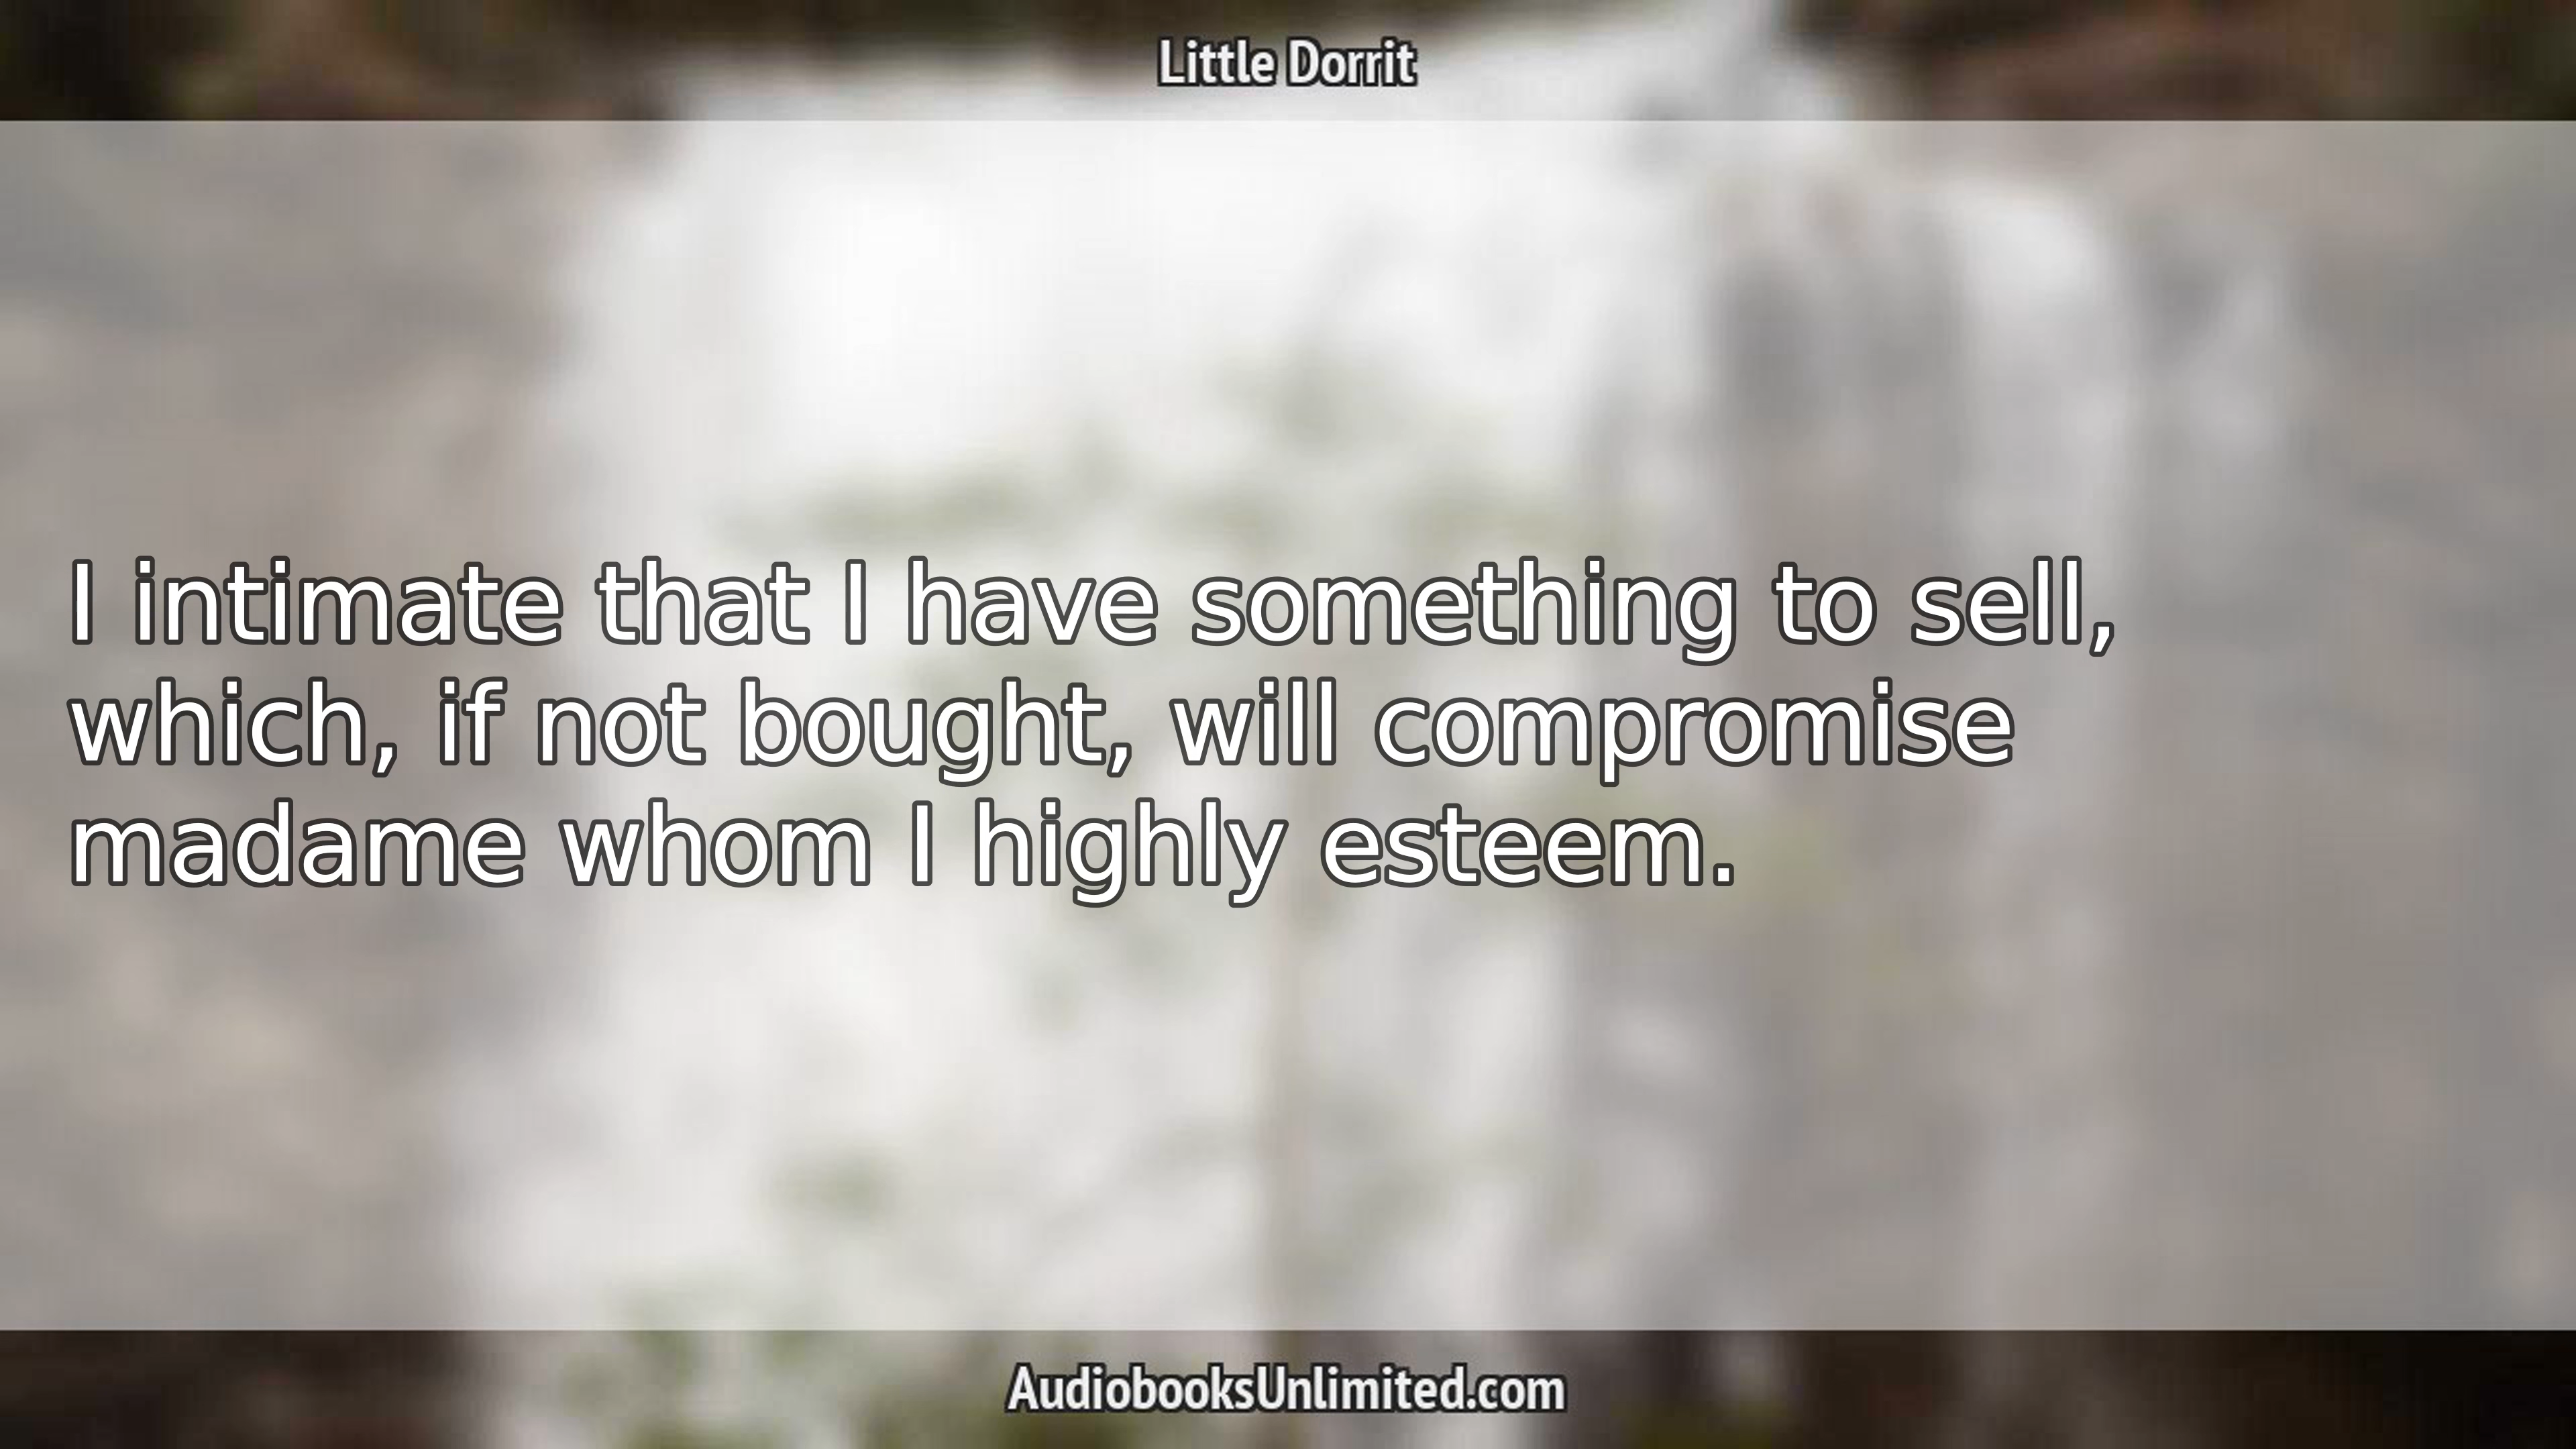 Little Dorrit
I intimate that I have something to sell,
which, if not bought, will compromise
madame whom I highly esteem.
AudiobooksUnlimited.com